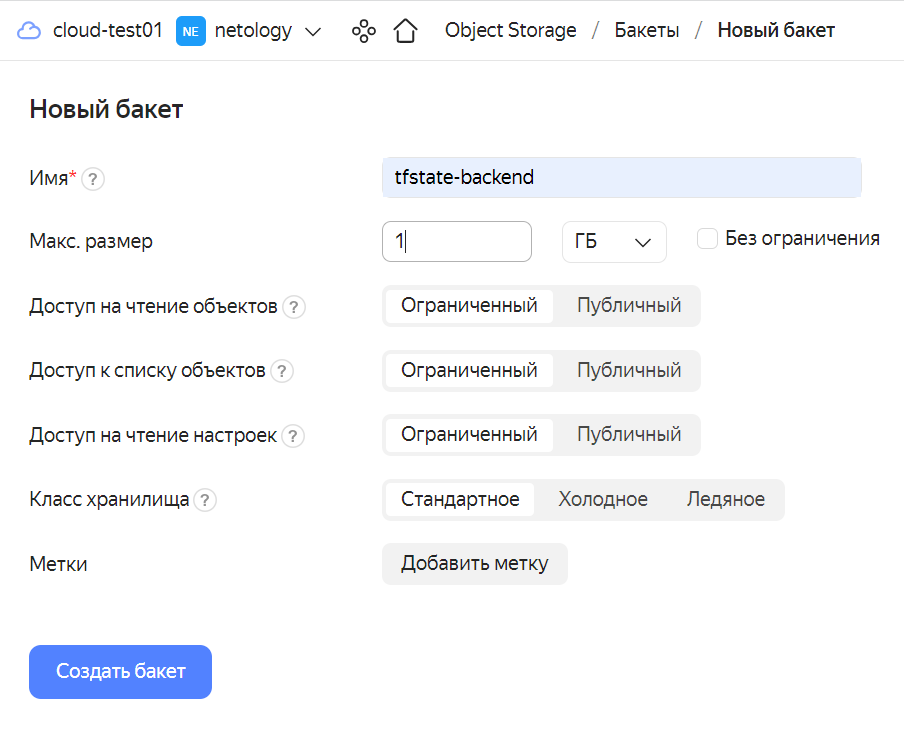 cloud-test01 NE netology Object Storage / Бакеты / Новый бакет
Новый бакет
Имя* ? tfstate-backend
Макс. размер 1 ГБ Без ограничения
Доступ на чтение объектов ? Ограниченный Публичный
Доступ к списку объектов ? Ограниченный Публичный
Доступ на чтение настроек ? Ограниченный Публичный
Класс хранилища ? Стандартное Холодное Ледяное
Метки Добавить метку
Создать бакет